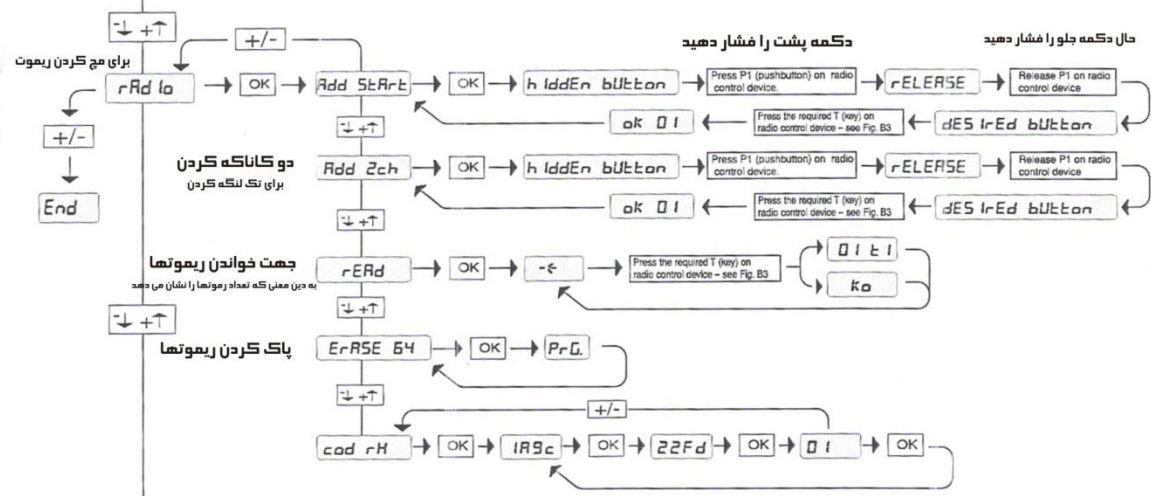 -↓ +↑
+/-
دکمه پشت را فشار دهید
حال دکمه جلو را فشار دهید
برای مچ کردن ریموت
rAdIo
OK
Add StArt
OK
hIddEn bUtton
Press P1 (pushbutton) on radio
control device.
rELEASE
Release P1 on radio
control device
+/-
-↓ +↑
ok 01
Press the required T (key) on
radio control device – see Fig. B3
dESIrEd bUtton
دو کاناکه کردن
برای تک لنگه کردن
Add 2ch
OK
hIddEn bUtton
Press P1 (pushbutton) on radio
control device.
rELEASE
Release P1 on radio
control device
End
ok 01
Press the required T (key) on
radio control device – see Fig. B3
dESIrEd bUtton
-↓ +↑
جهت خواندن ریموتها
به دین معنی که تعداد رموتها را نشان می دهد
rEAd
OK
-←
Press the required T (key) on
radio control device – see Fig. B3
01 t1
ko
-↓ +↑
-↓ +↑
پاک کردن ریموتها
ErASE 64
OK
PrG.
-↓ +↑
+/-
cod rH
OK
1A9c
OK
22Fd
OK
01
OK